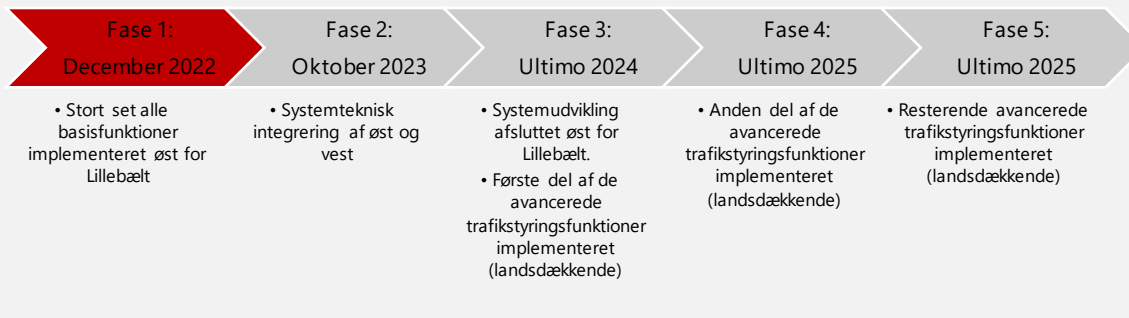 Fase 1:
December 2022
• Stort set alle
basisfunktioner
implementeret øst for
Lillebælt
Fase 2:
Oktober 2023
• Systemteknisk
integrering af øst og
vest
Fase 3:
Ultimo 2024
• Systemudvikling
afsluttet øst for
Lillebælt.
• Første del af de
avancerede
trafikstyringsfunktioner
implementeret
(landsdækkende)
Fase 4:
Ultimo 2025
• Anden del af de
avancerede
trafikstyringsfunktioner
implementeret
(landsdækkende)
Fase 5:
Ultimo 2025
• Resterende avancerede
trafikstyringsfunktioner
implementeret
(landsdækkende)